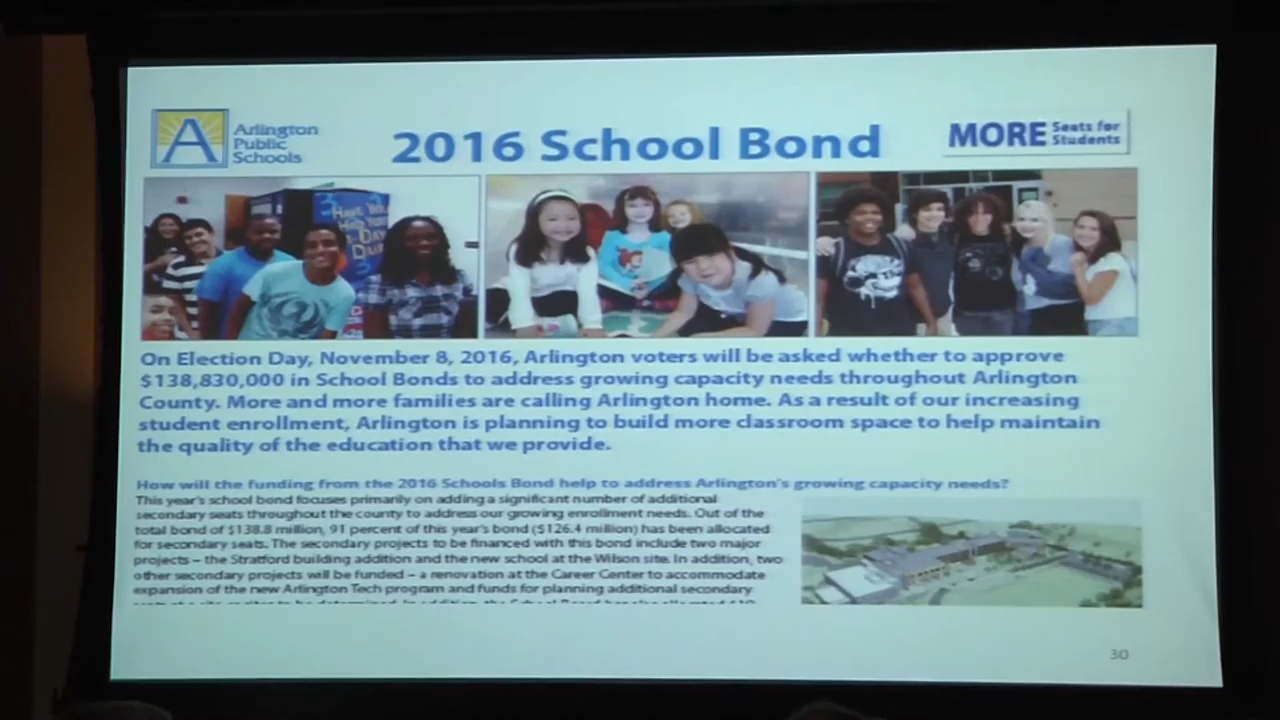 Arlington
Public
Schools
2016 School Bond
MORE Seats for
Students
Have You
Had Your
Day
On Election Day, November 8, 2016, Arlington voters will be asked whether to approve
$138,830,000 in School Bonds to address growing capacity needs throughout Arlington
County. More and more families are calling Arlington home. As a result of our increasing
student enrollment, Arlington is planning to build more classroom space to help maintain
the quality of the education that we provide.
How will the funding from the 2016 Schools Bond help to address Arlington's growing capacity needs?
This year's school bond focuses primarily on adding a significant number of additional
secondary seats throughout the county to address our growing enrollment needs. Out of the
total bond of $138.8 million, 91 percent of this year's bond ($126.4 million) has been allocated
for secondary seats. The secondary projects to be financed with this bond include two major
projects – the Stratford building addition and the new school at the Wilson site. In addition, two
other secondary projects will be funded – a renovation at the Career Center to accommodate
expansion of the new Arlington Tech program and funds for planning additional secondary
30